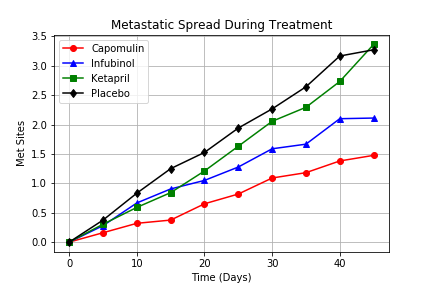 Metastatic Spread During Treatment
3.5
3.0
2.5
2.0
1.5
1.0
0.5
0.0
Met Sites
Capomulin
Infubinol
Ketapril
Placebo
0
10
20
30
40
Time (Days)